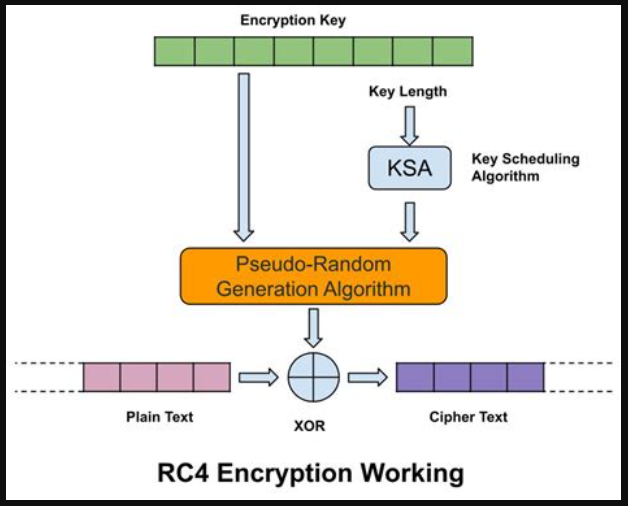 Encryption Key
Key Length
KSA
Key Scheduling
Algorithm
Pseudo-Random
Generation Algorithm
Plain Text
XOR
Cipher Text
RC4 Encryption Working